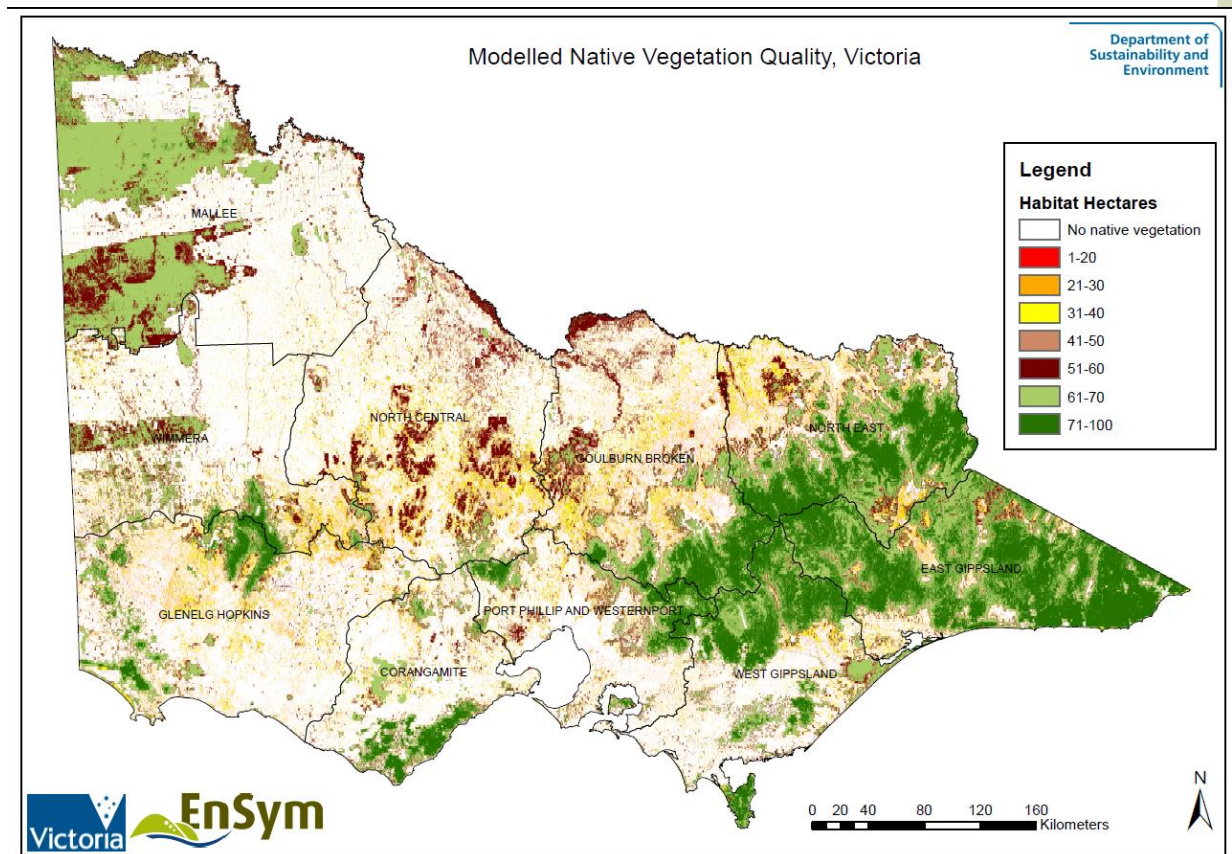 Modelled Native Vegetation Quality, Victoria
Department of
Sustainability and
Environment
Legend
Habitat Hectares
No native vegetation
1-20
21-30
31-40
41-50
51-60
61-70
71-100
MALLEE
WIMMERA
NORTH CENTRAL
GOULBURN BROKEN
NORTH EAST
EAST GIPPSLAND
GLENELG HOPKINS
PORT PHILLIP AND WESTERNPORT
CORANGAMITE
WEST GIPPSLAND
Victoria
EnSym
N
0 20 40 80 120 160
Kilometers